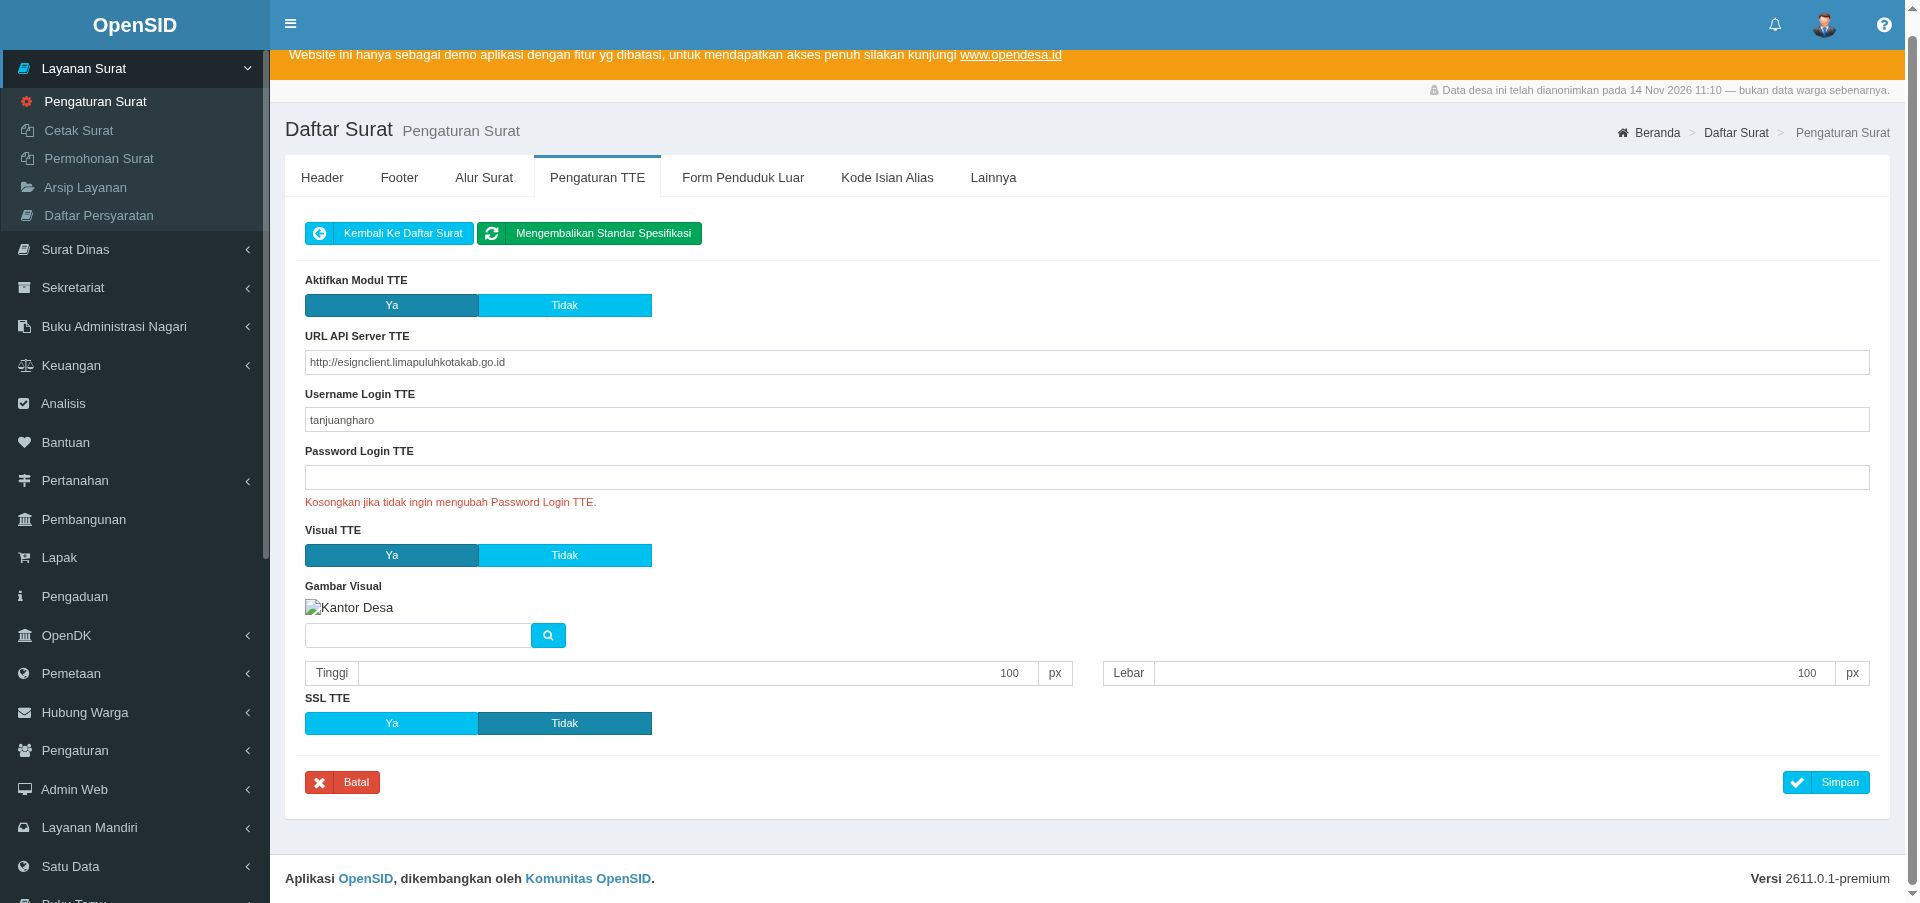 OpenSID
Website ini hanya sebagai demo aplikasi dengan fitur yg dibatasi, untuk mendapatkan akses penuh silakan kunjungi www.opendesa.id
Data desa ini telah dianonimkan pada 14 Nov 2026 11:10 — bukan data warga sebenarnya.
Layanan Surat
Pengaturan Surat
Cetak Surat
Permohonan Surat
Arsip Layanan
Daftar Persyaratan
Surat Dinas
Sekretariat
Buku Administrasi Nagari
Keuangan
Analisis
Bantuan
Pertanahan
Pembangunan
Lapak
Pengaduan
OpenDK
Pemetaan
Hubung Warga
Pengaturan
Admin Web
Layanan Mandiri
Satu Data
Daftar Surat Pengaturan Surat
Beranda > Daftar Surat > Pengaturan Surat
Header Footer Alur Surat Pengaturan TTE Form Penduduk Luar Kode Isian Alias Lainnya
Kembali Ke Daftar Surat Mengembalikan Standar Spesifikasi
Aktifkan Modul TTE
Ya Tidak
URL API Server TTE
http://esignclient.limapuluhkotakab.go.id
Username Login TTE
tanjuangharo
Password Login TTE
Kosongkan jika tidak ingin mengubah Password Login TTE.
Visual TTE
Ya Tidak
Gambar Visual
Kantor Desa
Tinggi 100 px Lebar 100 px
SSL TTE
Ya Tidak
Batal Simpan
Aplikasi OpenSID, dikembangkan oleh Komunitas OpenSID.
Versi 2611.0.1-premium